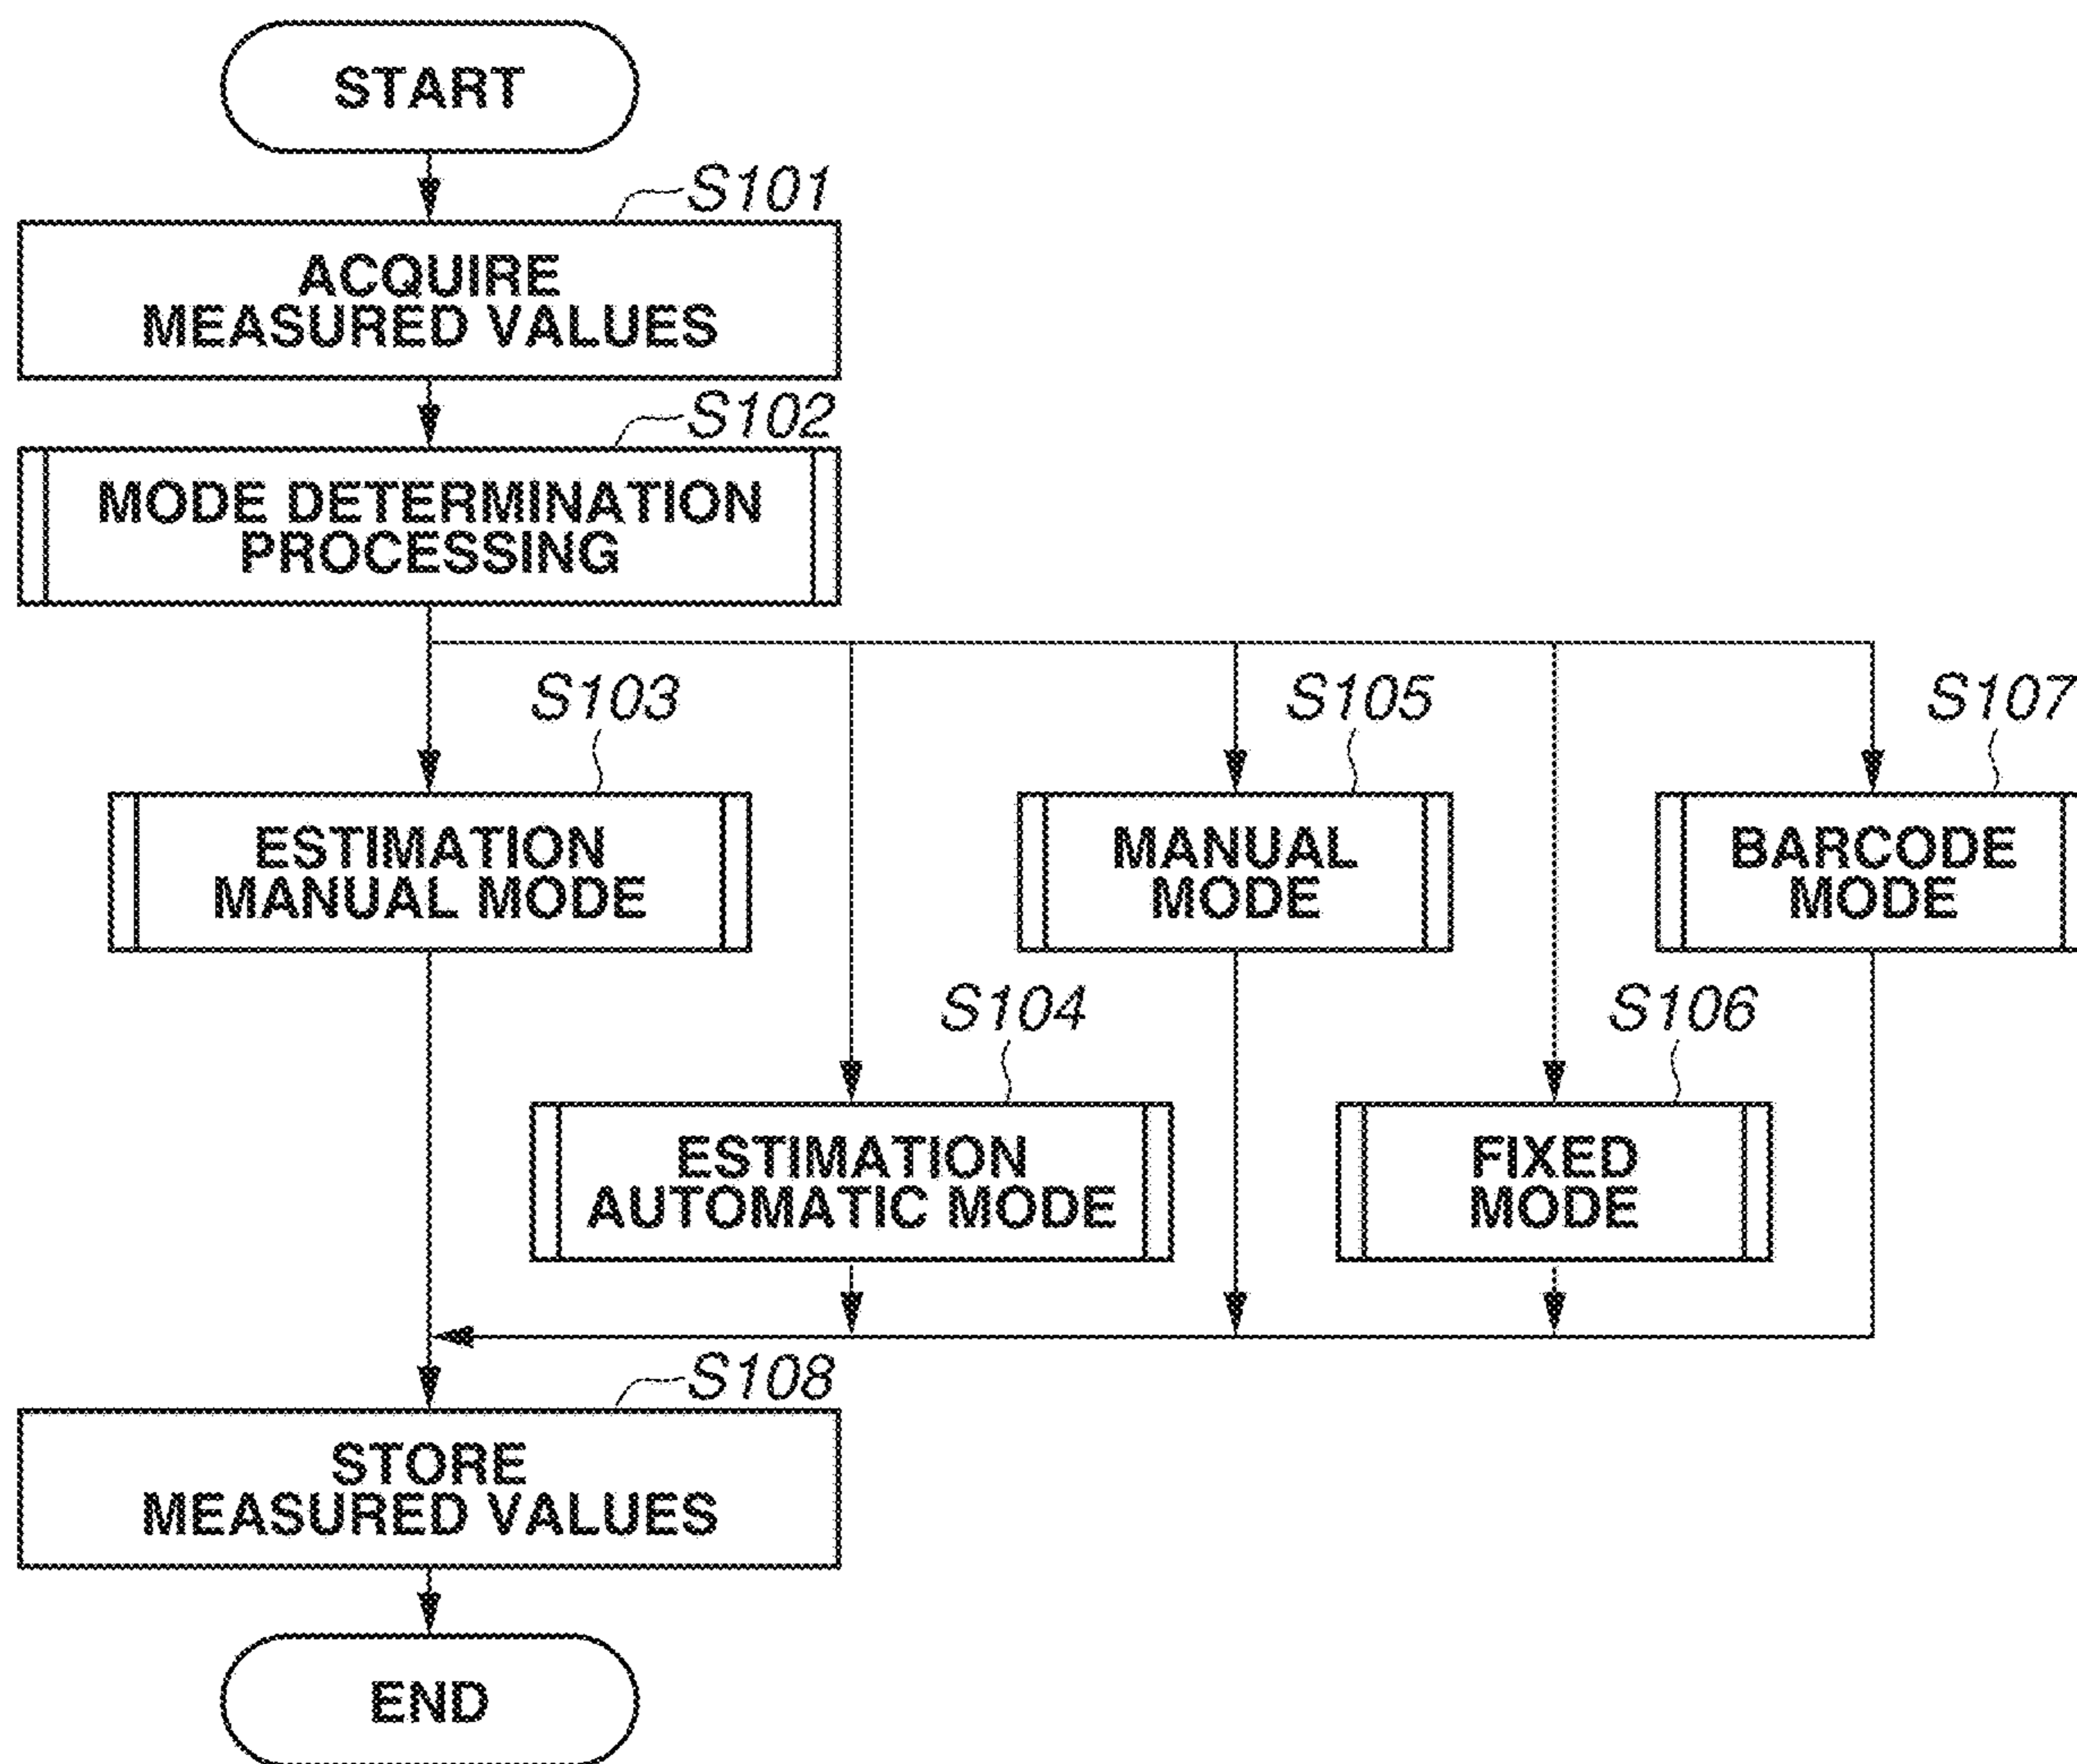 START
S101
ACQUIRE
MEASURED VALUES
S102
MODE DETERMINATION
PROCESSING
S103
S105
S107
ESTIMATION
MANUAL MODE
MANUAL
MODE
BARCODE
MODE
S104
S106
ESTIMATION
AUTOMATIC MODE
FIXED
MODE
S108
STORE
MEASURED VALUES
END